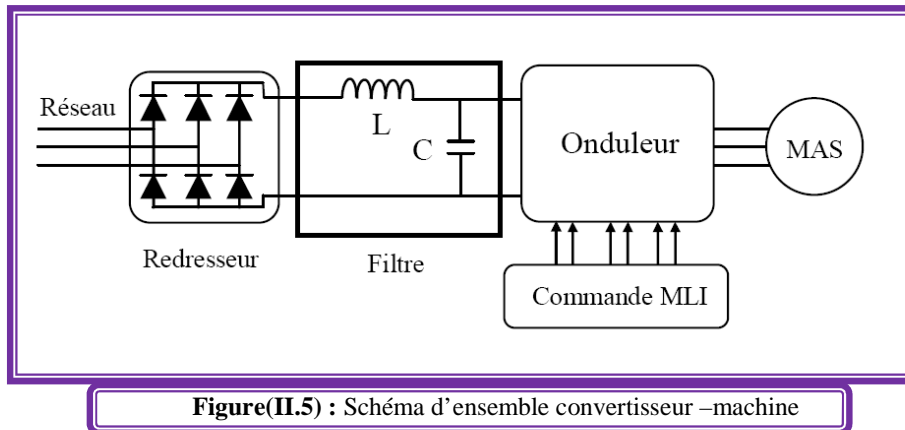 Réseau
L
C
Onduleur
MAS
Redresseur
Filtre
Commande MLI
Figure(II.5) : Schéma d'ensemble convertisseur –machine